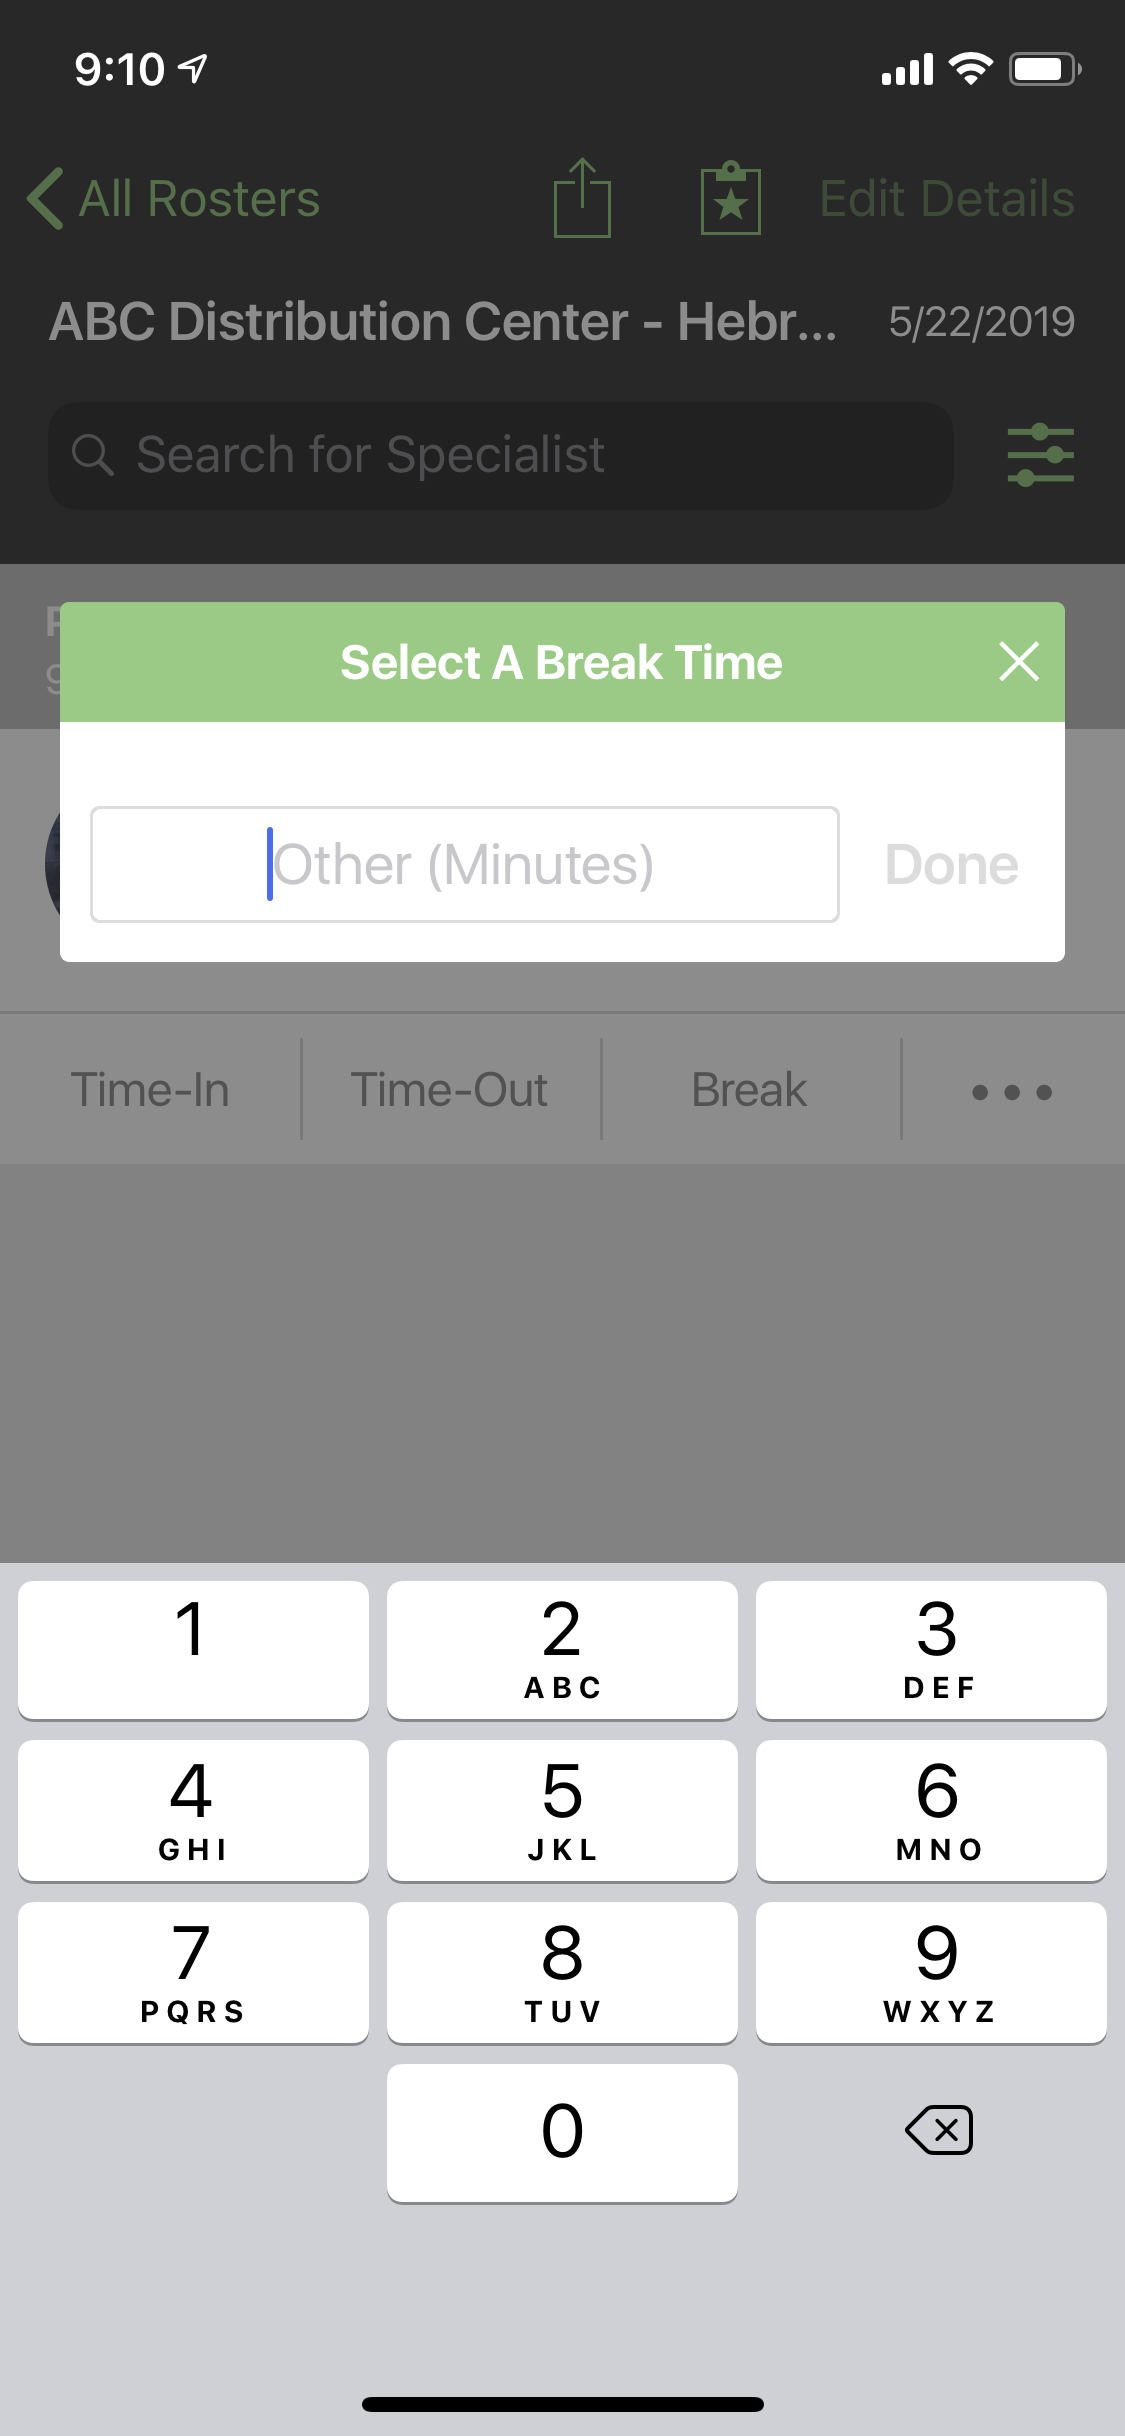 9:10
All Rosters
Edit Details
ABC Distribution Center - Hebr... 5/22/2019
Search for Specialist
Select A Break Time
Other (Minutes) Done
Time-In Time-Out Break
1 2 3
ABC DEF
4 5 6
GHI JKL MNO
7 8 9
PQRS TUV WXYZ
0